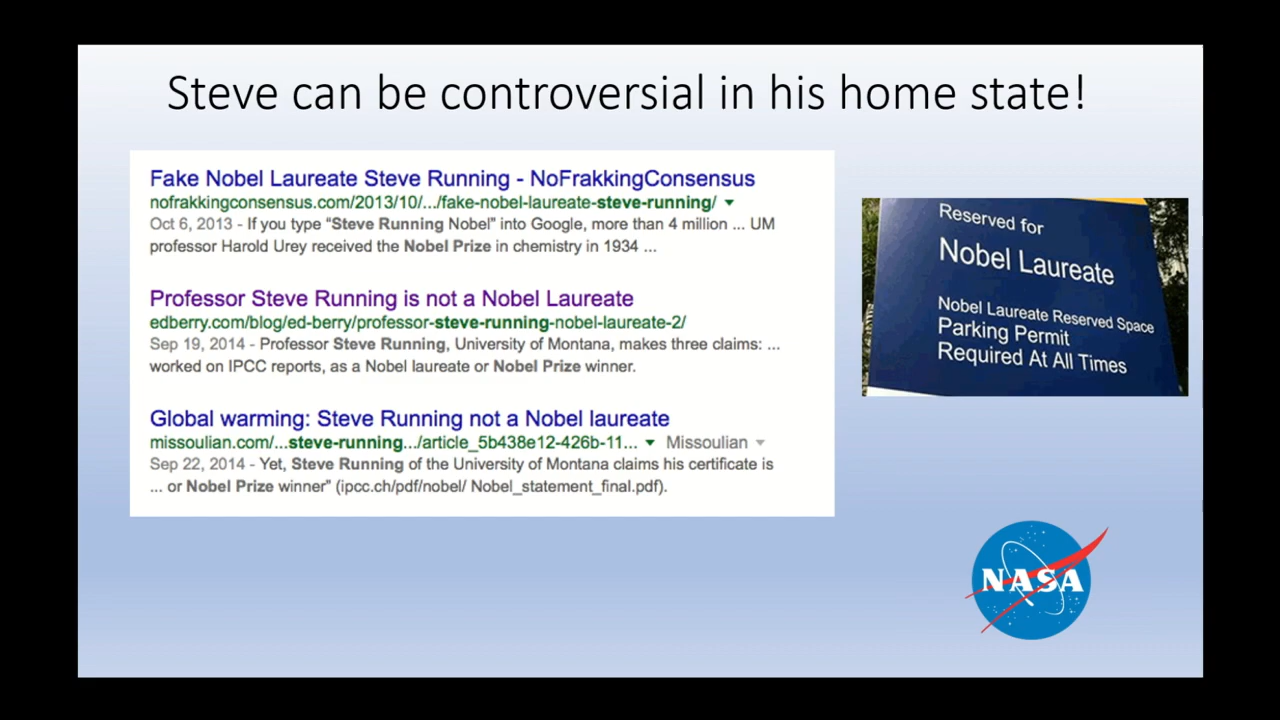 Steve can be controversial in his home state!
Fake Nobel Laureate Steve Running - NoFrakkingConsensus
nofrakkingconsensus.com/2013/10/.../fake-nobel-laureate-steve-running/
Oct 6, 2013 - If you type “Steve Running Nobel” into Google, more than 4 million ... UM
professor Harold Urey received the Nobel Prize in chemistry in 1934 ...
Professor Steve Running is not a Nobel Laureate
edberry.com/blog/ed-berry/professor-steve-running-nobel-laureate-2/
Sep 19, 2014 - Professor Steve Running, University of Montana, makes three claims: ...
worked on IPCC reports, as a Nobel laureate or Nobel Prize winner.
Global warming: Steve Running not a Nobel laureate
missoulian.com/...steve-running.../article_5b438e12-426b-11... Missoulian
Sep 22, 2014 - Yet, Steve Running of the University of Montana claims his certificate is
... or Nobel Prize winner” (ipcc.ch/pdf/nobel/ Nobel_statement_final.pdf).
Reserved for
Nobel Laureate
Nobel Laureate Reserved Space
Parking Permit
Required At All Times
NASA